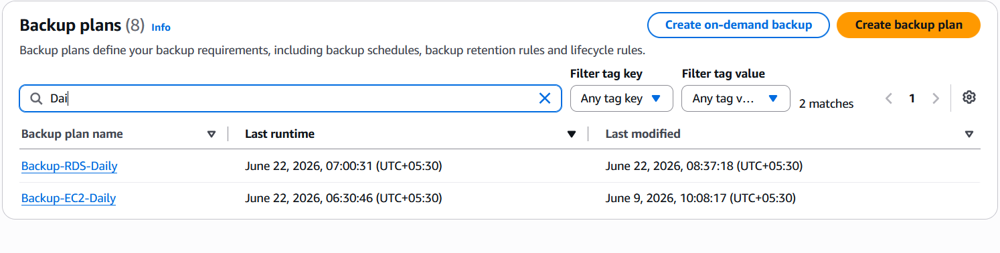 Backup plans (8) Info
Create on-demand backup
Create backup plan
Backup plans define your backup requirements, including backup schedules, backup retention rules and lifecycle rules.
Filter tag key
Filter tag value
Dai
Any tag key
Any tag v...
2 matches
1
Backup plan name
Last runtime
Last modified
Backup-RDS-Daily
June 22, 2026, 07:00:31 (UTC+05:30)
June 22, 2026, 08:37:18 (UTC+05:30)
Backup-EC2-Daily
June 22, 2026, 06:30:46 (UTC+05:30)
June 9, 2026, 10:08:17 (UTC+05:30)